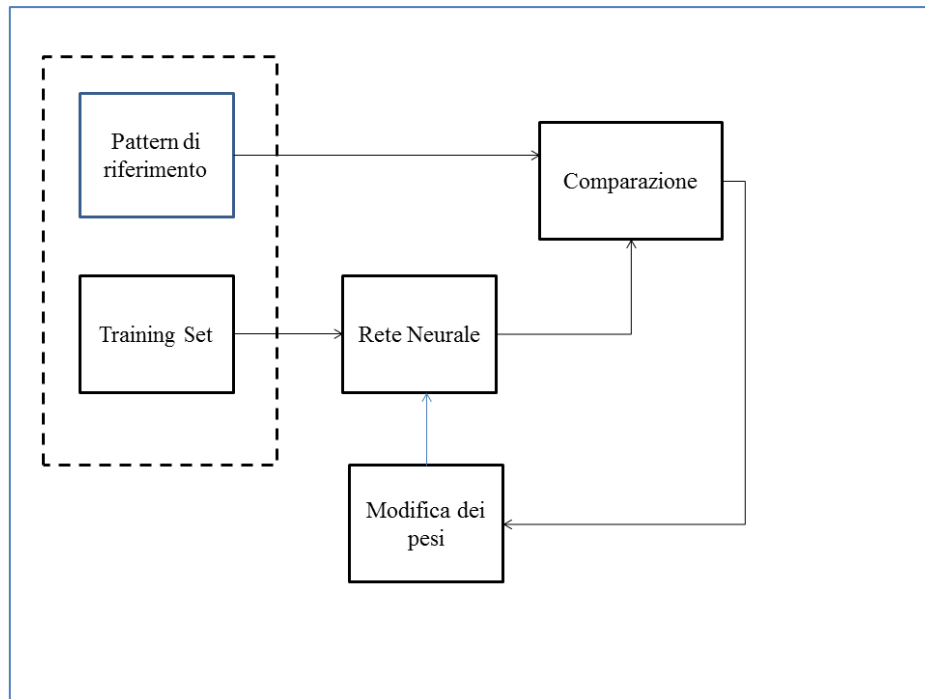 Pattern di
riferimento
Comparazione
Training Set
Rete Neurale
Modifica dei
pesi